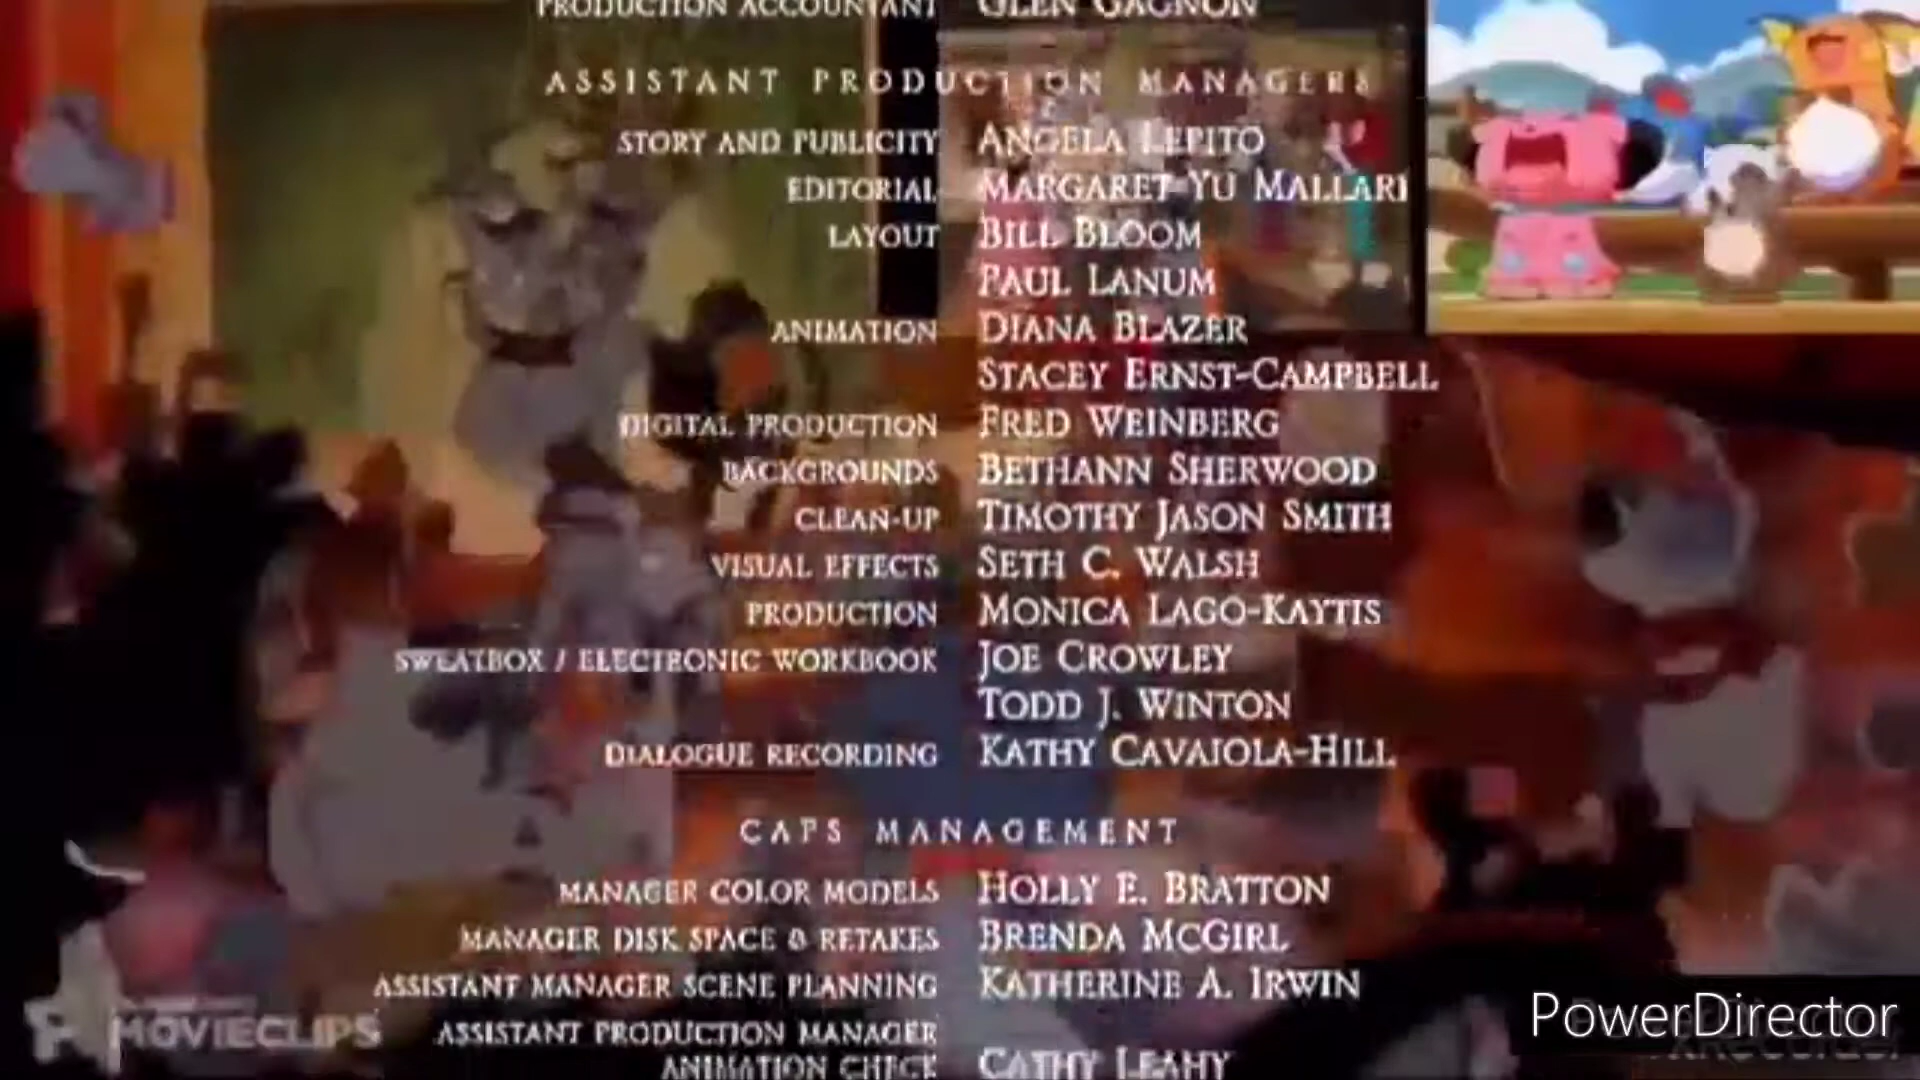 PRODUCTION ACCOUNTANT GLEN GAGNON
ASSISTANT PRODUCTION MANAGERS
STORY AND PUBLICITY ANGELA LEPITO
EDITORIAL MARGARET YU MALLARI
LAYOUT BILL BLOOM
PAUL LANUM
ANIMATION DIANA BLAZER
STACEY ERNST-CAMPBELL
DIGITAL PRODUCTION FRED WEINBERG
BACKGROUNDS BETHANN SHERWOOD
CLEAN-UP TIMOTHY JASON SMITH
VISUAL EFFECTS SETH C. WALSH
PRODUCTION MONICA LAGO-KAYTIS
SWEATBOX / ELECTRONIC WORKBOOK JOE CROWLEY
TODD J. WINTON
DIALOGUE RECORDING KATHY CAVAIOLA-HILL
CAPS MANAGEMENT
MANAGER COLOR MODELS HOLLY E. BRATTON
MANAGER DISK SPACE & RETAKES BRENDA MCGIRL
ASSISTANT MANAGER SCENE PLANNING KATHERINE A. IRWIN
ASSISTANT PRODUCTION MANAGER
ANIMATION CHECK CATHY LEAHY
MOVIECLIPS
PowerDirector